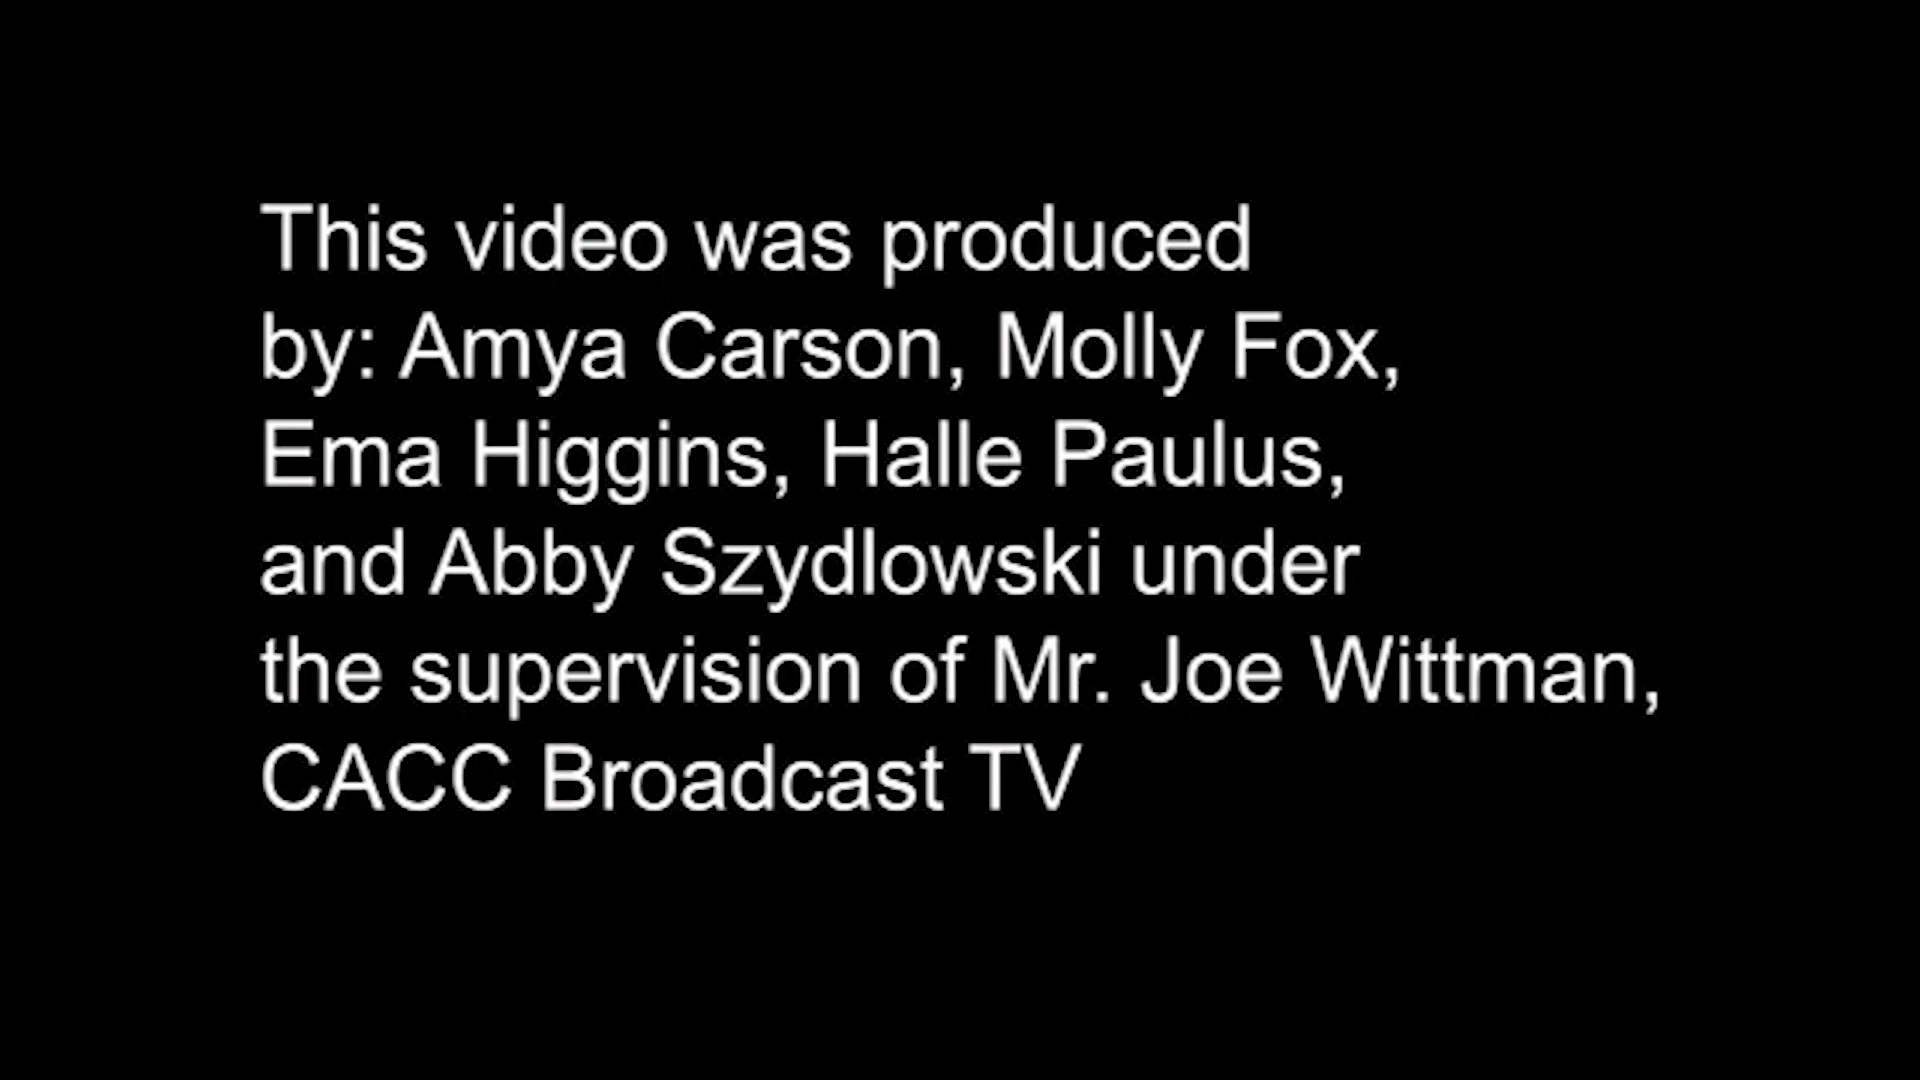 This video was produced
by: Amya Carson, Molly Fox,
Ema Higgins, Halle Paulus,
and Abby Szydlowski under
the supervision of Mr. Joe Wittman,
CACC Broadcast TV